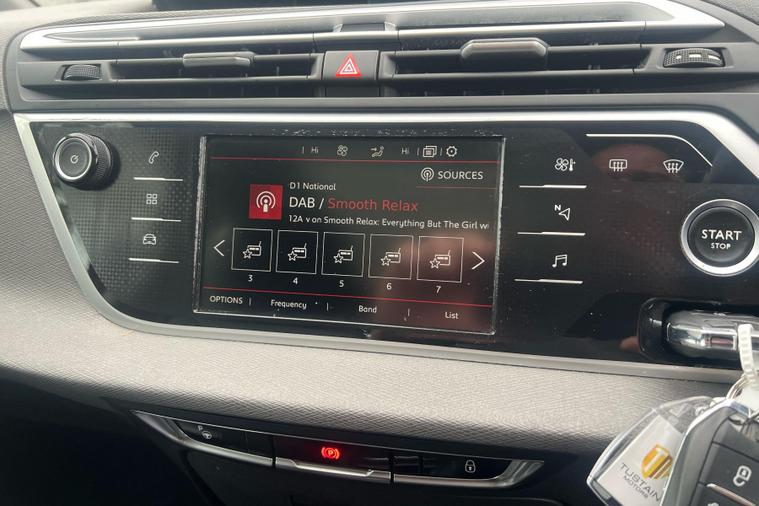 Hi
Hi
SOURCES
D1 National
DAB / Smooth Relax
12A v on Smooth Relax: Everything But The Girl wi
3 4 5 6 7
OPTIONS Frequency Band List
N
START
STOP
P
(P)
TUSTAIN
MOTORS